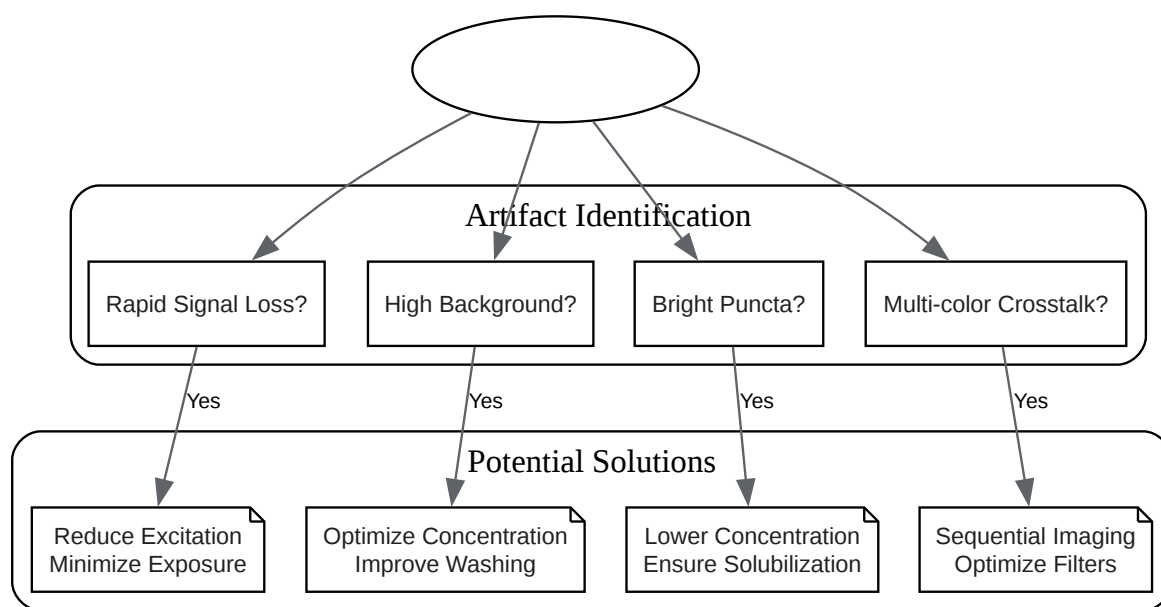 Artifact Identification
Rapid Signal Loss?
High Background?
Bright Puncta?
Multi-color Crosstalk?
Yes
Yes
Yes
Yes
Potential Solutions
Reduce Excitation
Minimize Exposure
Optimize Concentration
Improve Washing
Lower Concentration
Ensure Solubilization
Sequential Imaging
Optimize Filters